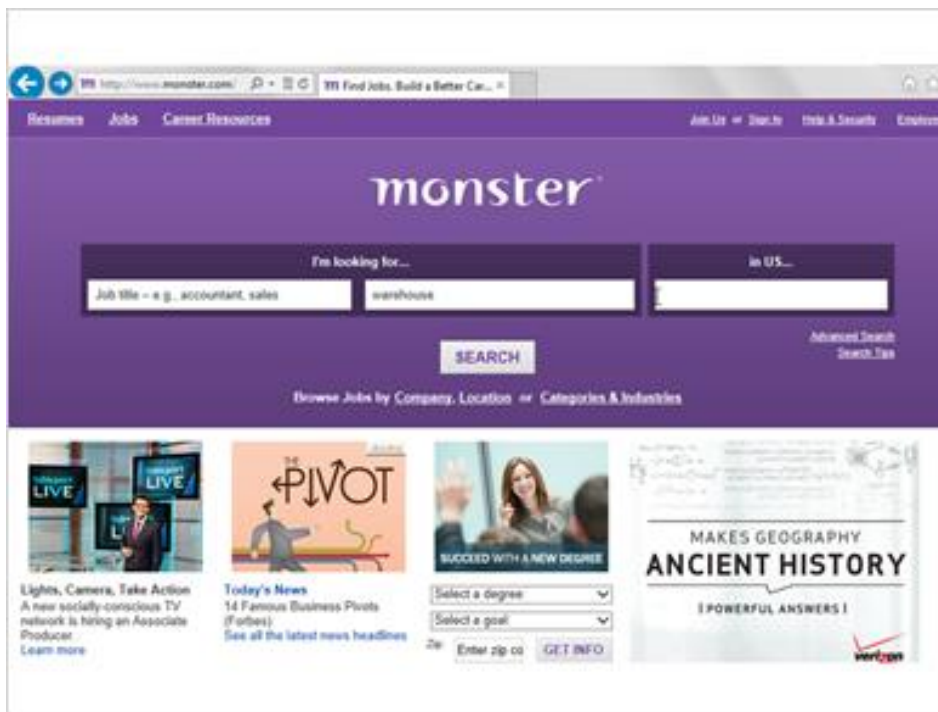 m http://www.monster.com/
m Find Jobs. Build a Better Car...
Resumes Jobs Career Resources Join Us or Sign In Help & Security
monster
I'm looking for... in US...
Job title – e.g., accountant, sales warehouse
Advanced Search
Search Tips
SEARCH
Browse Jobs by Company, Location or Categories & Industries
LIVE
LIVE
LIVE
THE PIVOT
SUCCEED WITH A NEW DEGREE
MAKES GEOGRAPHY
ANCIENT HISTORY
POWERFUL ANSWERS
verizon
Lights, Camera, Take Action
A new socially-conscious TV
network is hiring an Associate
Producer.
Learn more
Today's News
14 Famous Business Pivots
(Forbes)
See all the latest news headlines
Select a degree
Select a goal
Zip Enter zip co GET INFO